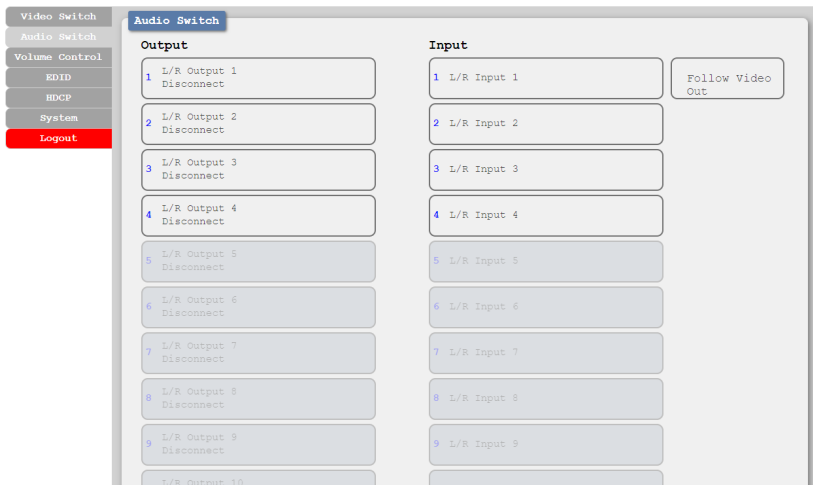 Video Switch
Audio Switch
Volume Control
EDID
HDCP
System
Logout
Audio Switch
Output
Input
1 L/R Output 1
Disconnect
1 L/R Input 1
Follow Video
Out
2 L/R Output 2
Disconnect
2 L/R Input 2
3 L/R Output 3
Disconnect
3 L/R Input 3
4 L/R Output 4
Disconnect
4 L/R Input 4
5 L/R Output 5
Disconnect
5 L/R Input 5
6 L/R Output 6
Disconnect
6 L/R Input 6
7 L/R Output 7
Disconnect
7 L/R Input 7
8 L/R Output 8
Disconnect
8 L/R Input 8
9 L/R Output 9
Disconnect
9 L/R Input 9
L/R Output 10